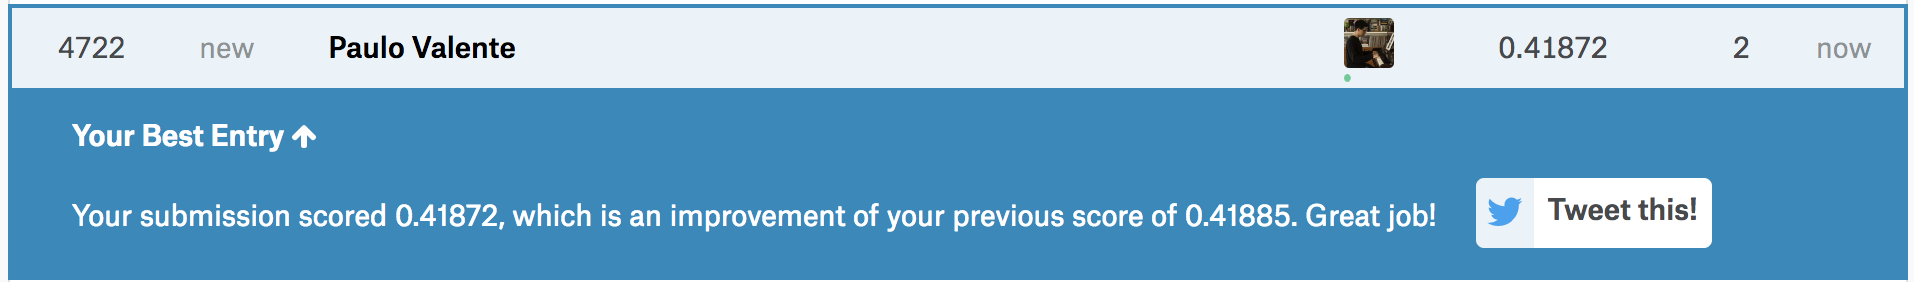 4722 new Paulo Valente 0.41872 2 now
Your Best Entry
Your submission scored 0.41872, which is an improvement of your previous score of 0.41885. Great job! Tweet this!